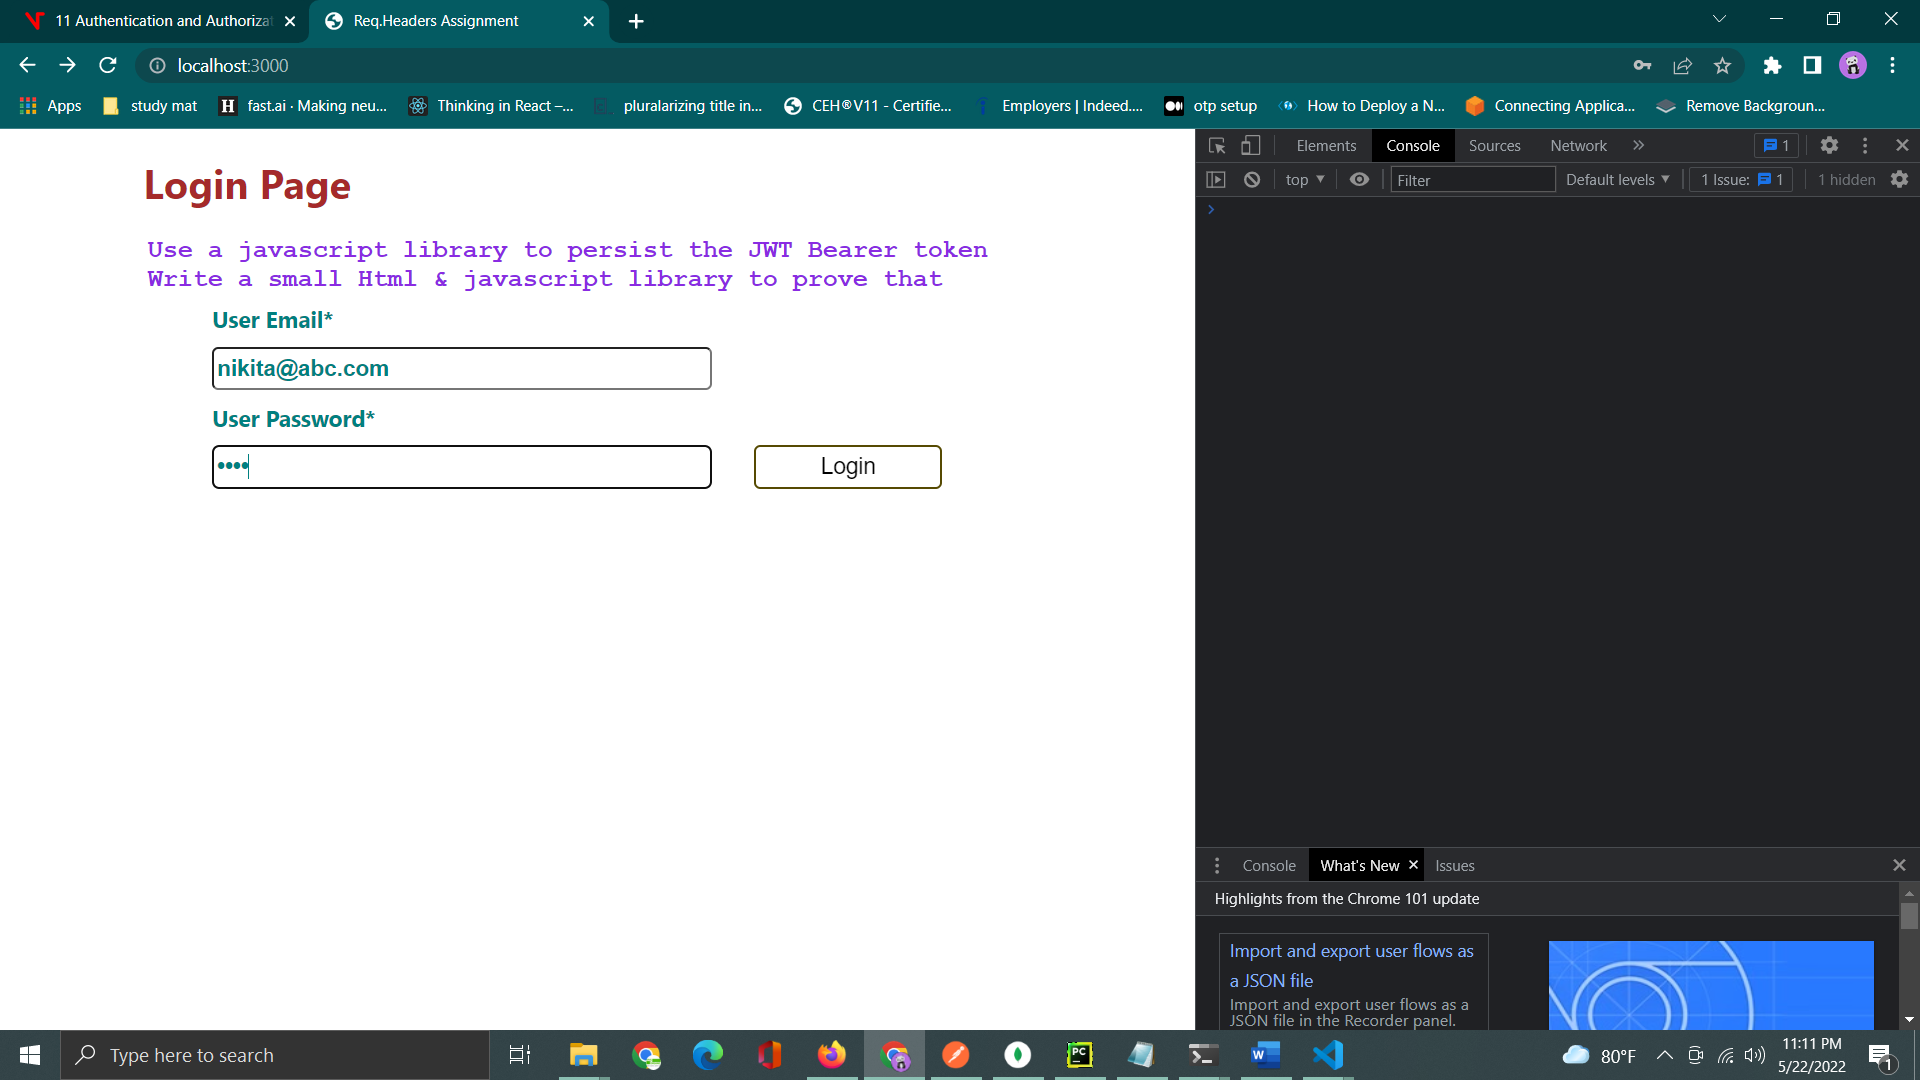 11 Authentication and Authorizat
Req.Headers Assignment
localhost:3000
Apps
study mat
fast.ai · Making neu...
Thinking in React –...
pluralarizing title in...
CEH®V11 - Certifie...
Employers | Indeed....
otp setup
How to Deploy a N...
Connecting Applica...
Remove Backgroun...
Login Page
Use a javascript library to persist the JWT Bearer token
Write a small Html & javascript library to prove that
User Email*
nikita@abc.com
User Password*
Login
Elements
Console
Sources
Network
1
top
Filter
Default levels
1 Issue: 1
1 hidden
Console
What's New
Issues
Highlights from the Chrome 101 update
Import and export user flows as
a JSON file
Import and export user flows as a
JSON file in the Recorder panel.
Type here to search
PC
W
80°F
11:11 PM
5/22/2022
1